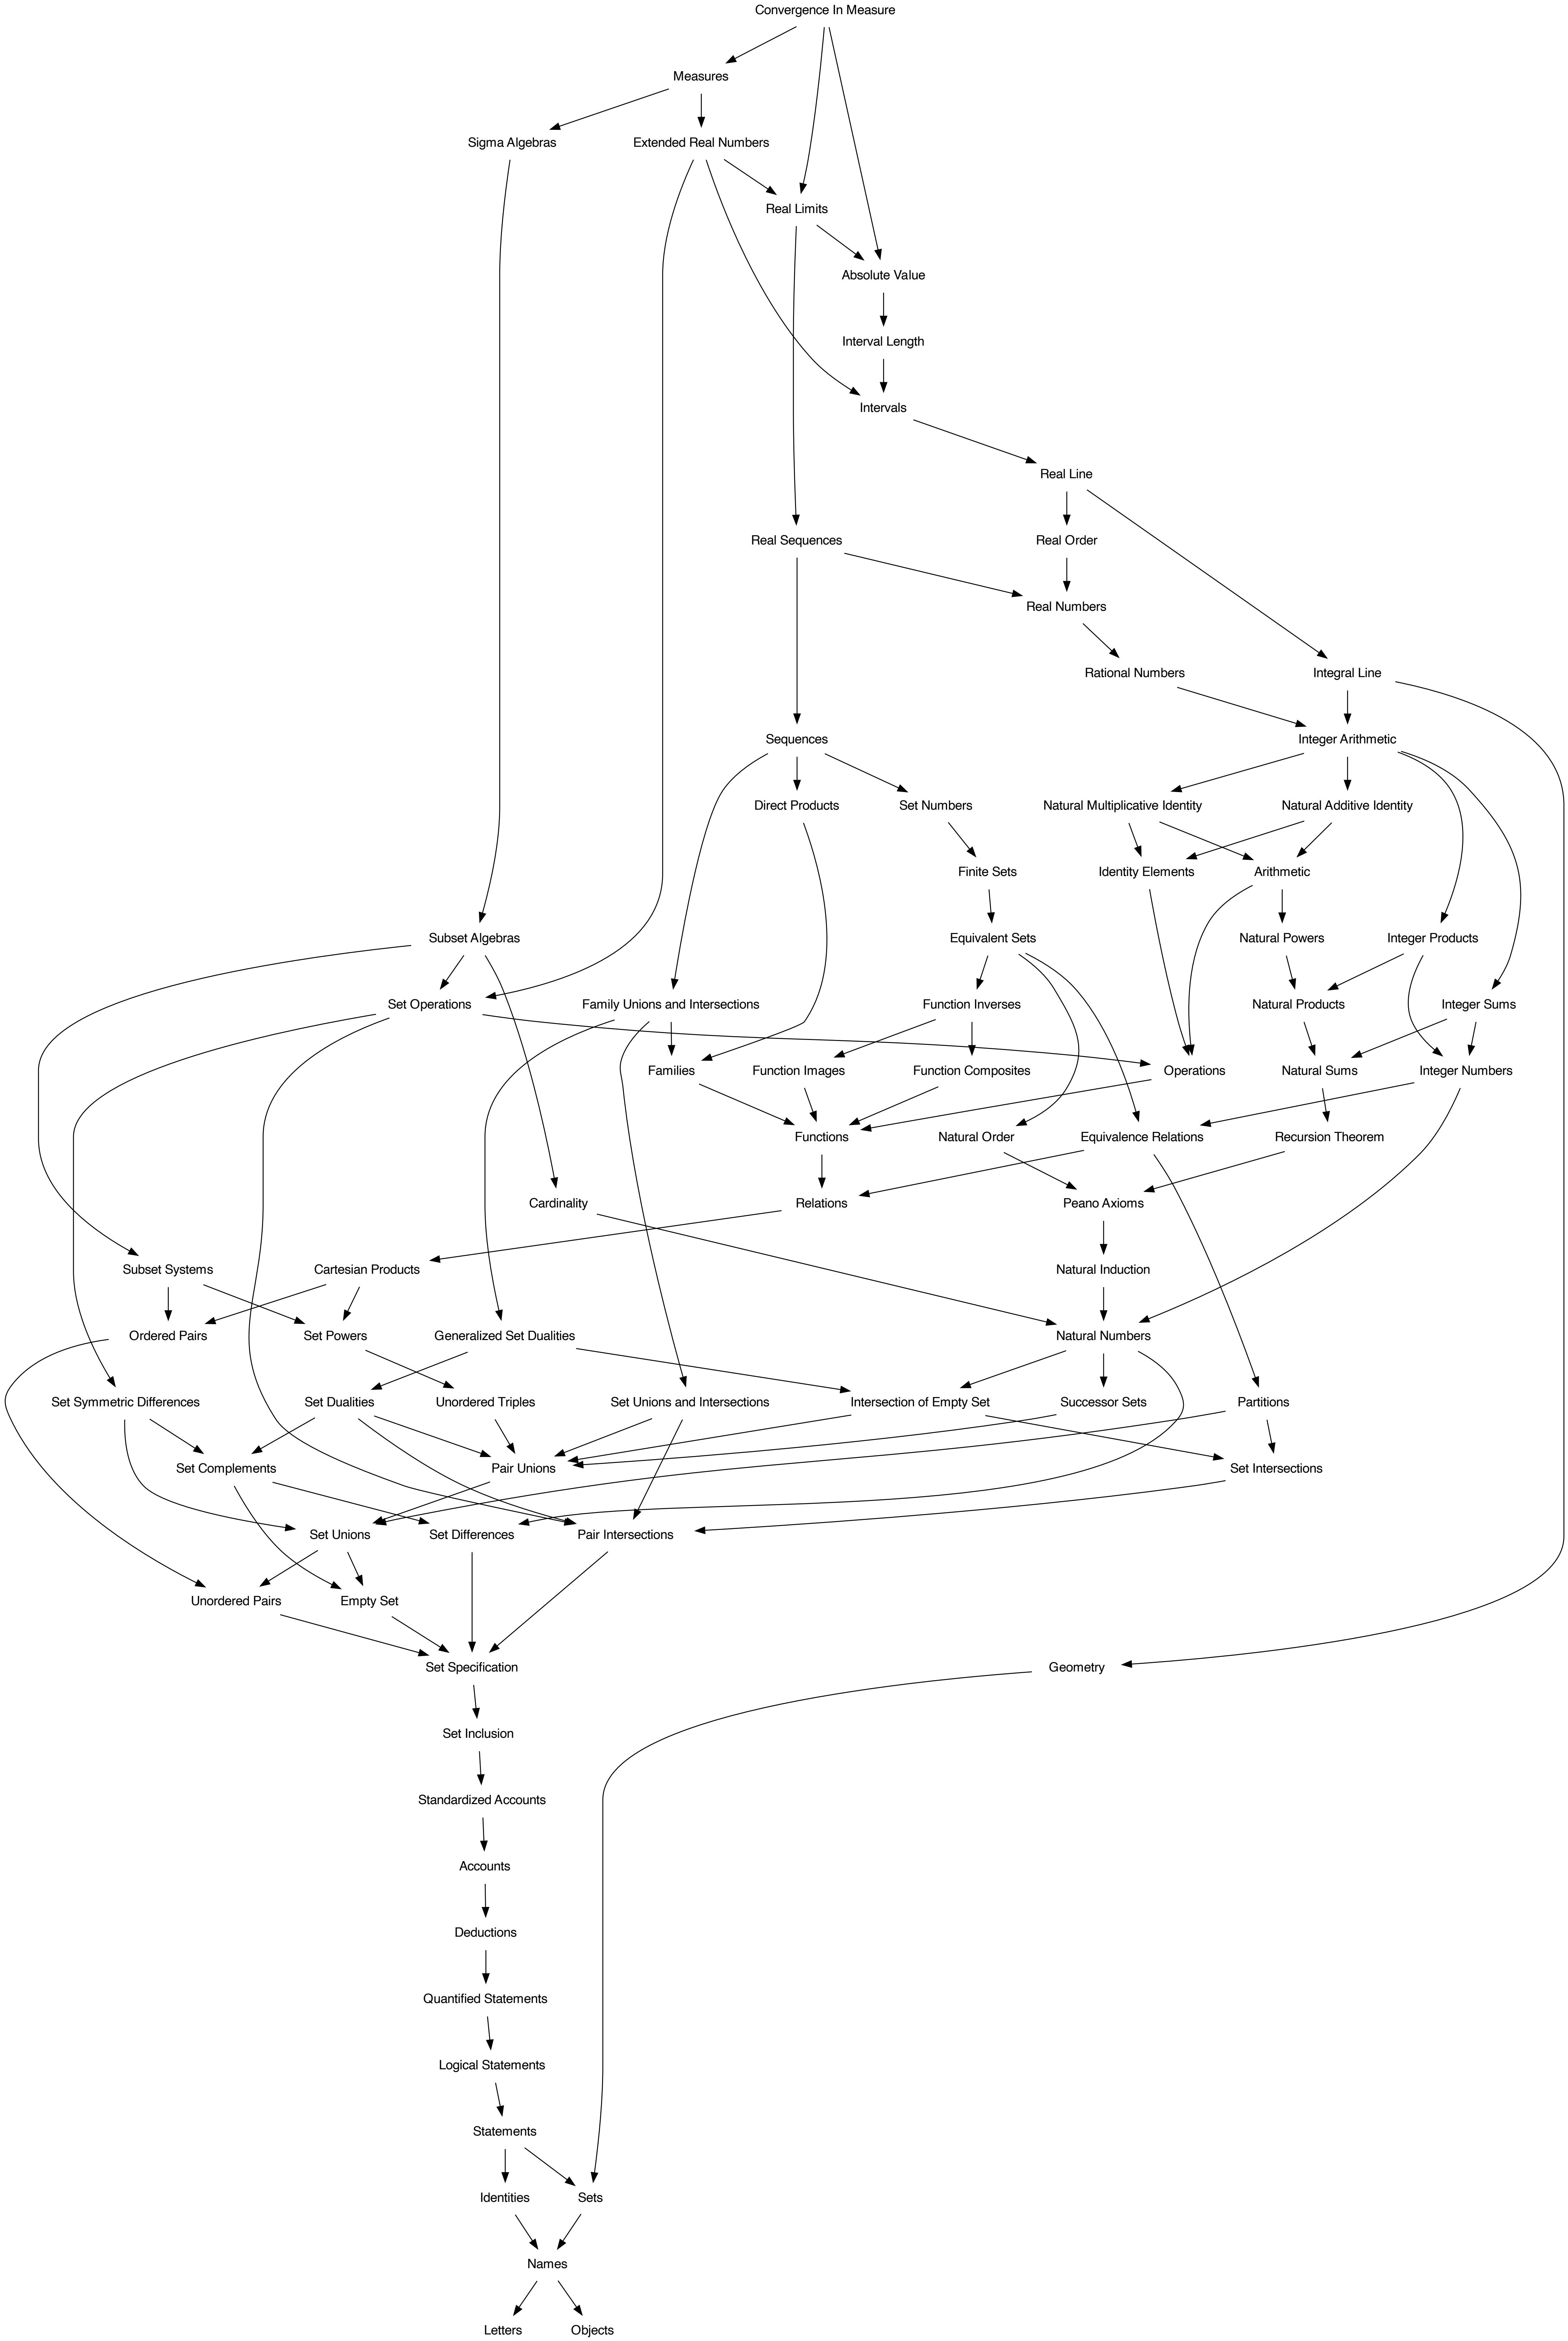 Convergence In Measure
Measures
Sigma Algebras
Extended Real Numbers
Real Limits
Absolute Value
Interval Length
Intervals
Real Line
Real Sequences
Real Order
Real Numbers
Rational Numbers
Integral Line
Sequences
Integer Arithmetic
Direct Products
Set Numbers
Natural Multiplicative Identity
Natural Additive Identity
Finite Sets
Identity Elements
Arithmetic
Subset Algebras
Equivalent Sets
Natural Powers
Integer Products
Set Operations
Family Unions and Intersections
Function Inverses
Natural Products
Integer Sums
Families
Function Images
Function Composites
Operations
Natural Sums
Integer Numbers
Functions
Natural Order
Equivalence Relations
Recursion Theorem
Cardinality
Relations
Peano Axioms
Subset Systems
Cartesian Products
Natural Induction
Ordered Pairs
Set Powers
Generalized Set Dualities
Natural Numbers
Set Symmetric Differences
Set Dualities
Unordered Triples
Set Unions and Intersections
Intersection of Empty Set
Successor Sets
Partitions
Set Complements
Pair Unions
Set Intersections
Set Unions
Set Differences
Pair Intersections
Unordered Pairs
Empty Set
Set Specification
Geometry
Set Inclusion
Standardized Accounts
Accounts
Deductions
Quantified Statements
Logical Statements
Statements
Identities
Sets
Names
Letters
Objects